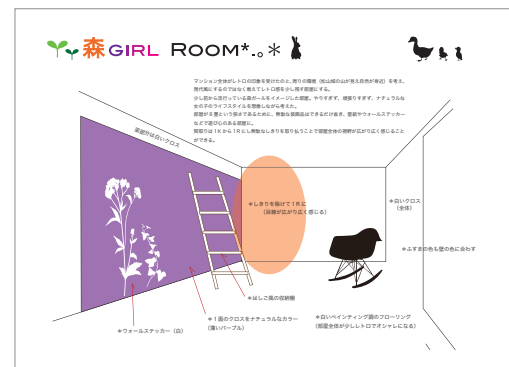 森GIRL ROOM*.｡＊
マンション全体がレトロの印象を受けたのと、周りの環境（松山城の山が見え自然が身近）を考え、
現代風にするのではなく敢えてレトロ感を少し残す部屋にする。
少し前から流行っている森ガールをイメージした部屋。やりすぎず、頑張りすぎず、ナチュラルな
女の子のライフスタイルを想像しながら考えた。
部屋が８畳という狭さであるために、無駄な装飾品はできるだけ省き、壁紙やウォールステッカー
などで遊び心のある部屋に。
間取りは１Ｋから１Ｒにし無駄なしきりを取り払うことで部屋全体の視野が広がり広く感じること
ができる。
梁部分は白いクロス
＊しきりを抜けて１Ｒに
（目線が広がり広く感じる）
＊白いクロス
（全体）
＊ふすまの色も壁の色に合わす
＊はしご風の収納棚
＊１面のクロスをナチュラルなカラー
（薄いパープル）
＊白いペインティング調のフローリング
（部屋全体が少しレトロでオシャレになる）
＊ウォールステッカー（白）